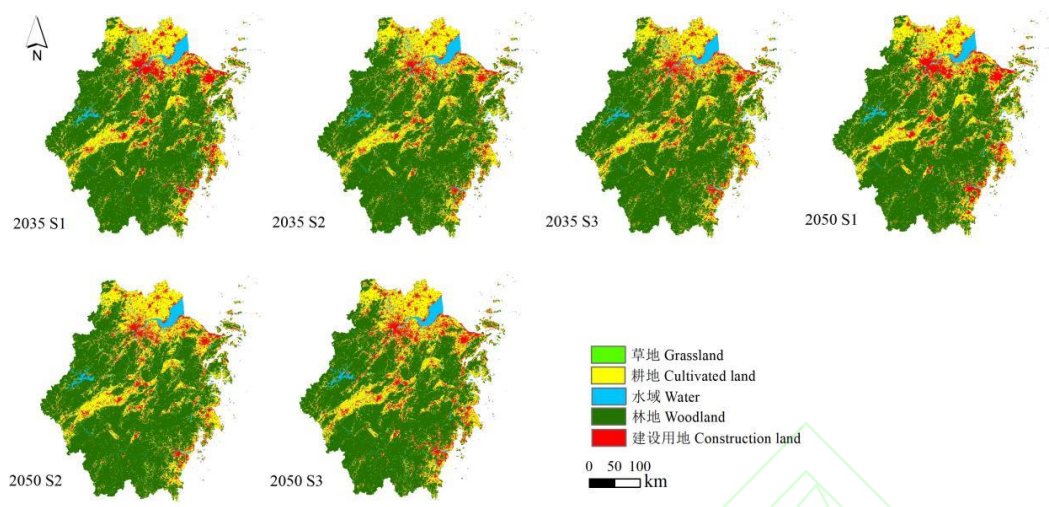 N
2035 S1
2035 S2
2035 S3
2050 S1
2050 S2
2050 S3
草地 Grassland
耕地 Cultivated land
水域 Water
林地 Woodland
建设用地 Construction land
0 50 100
km